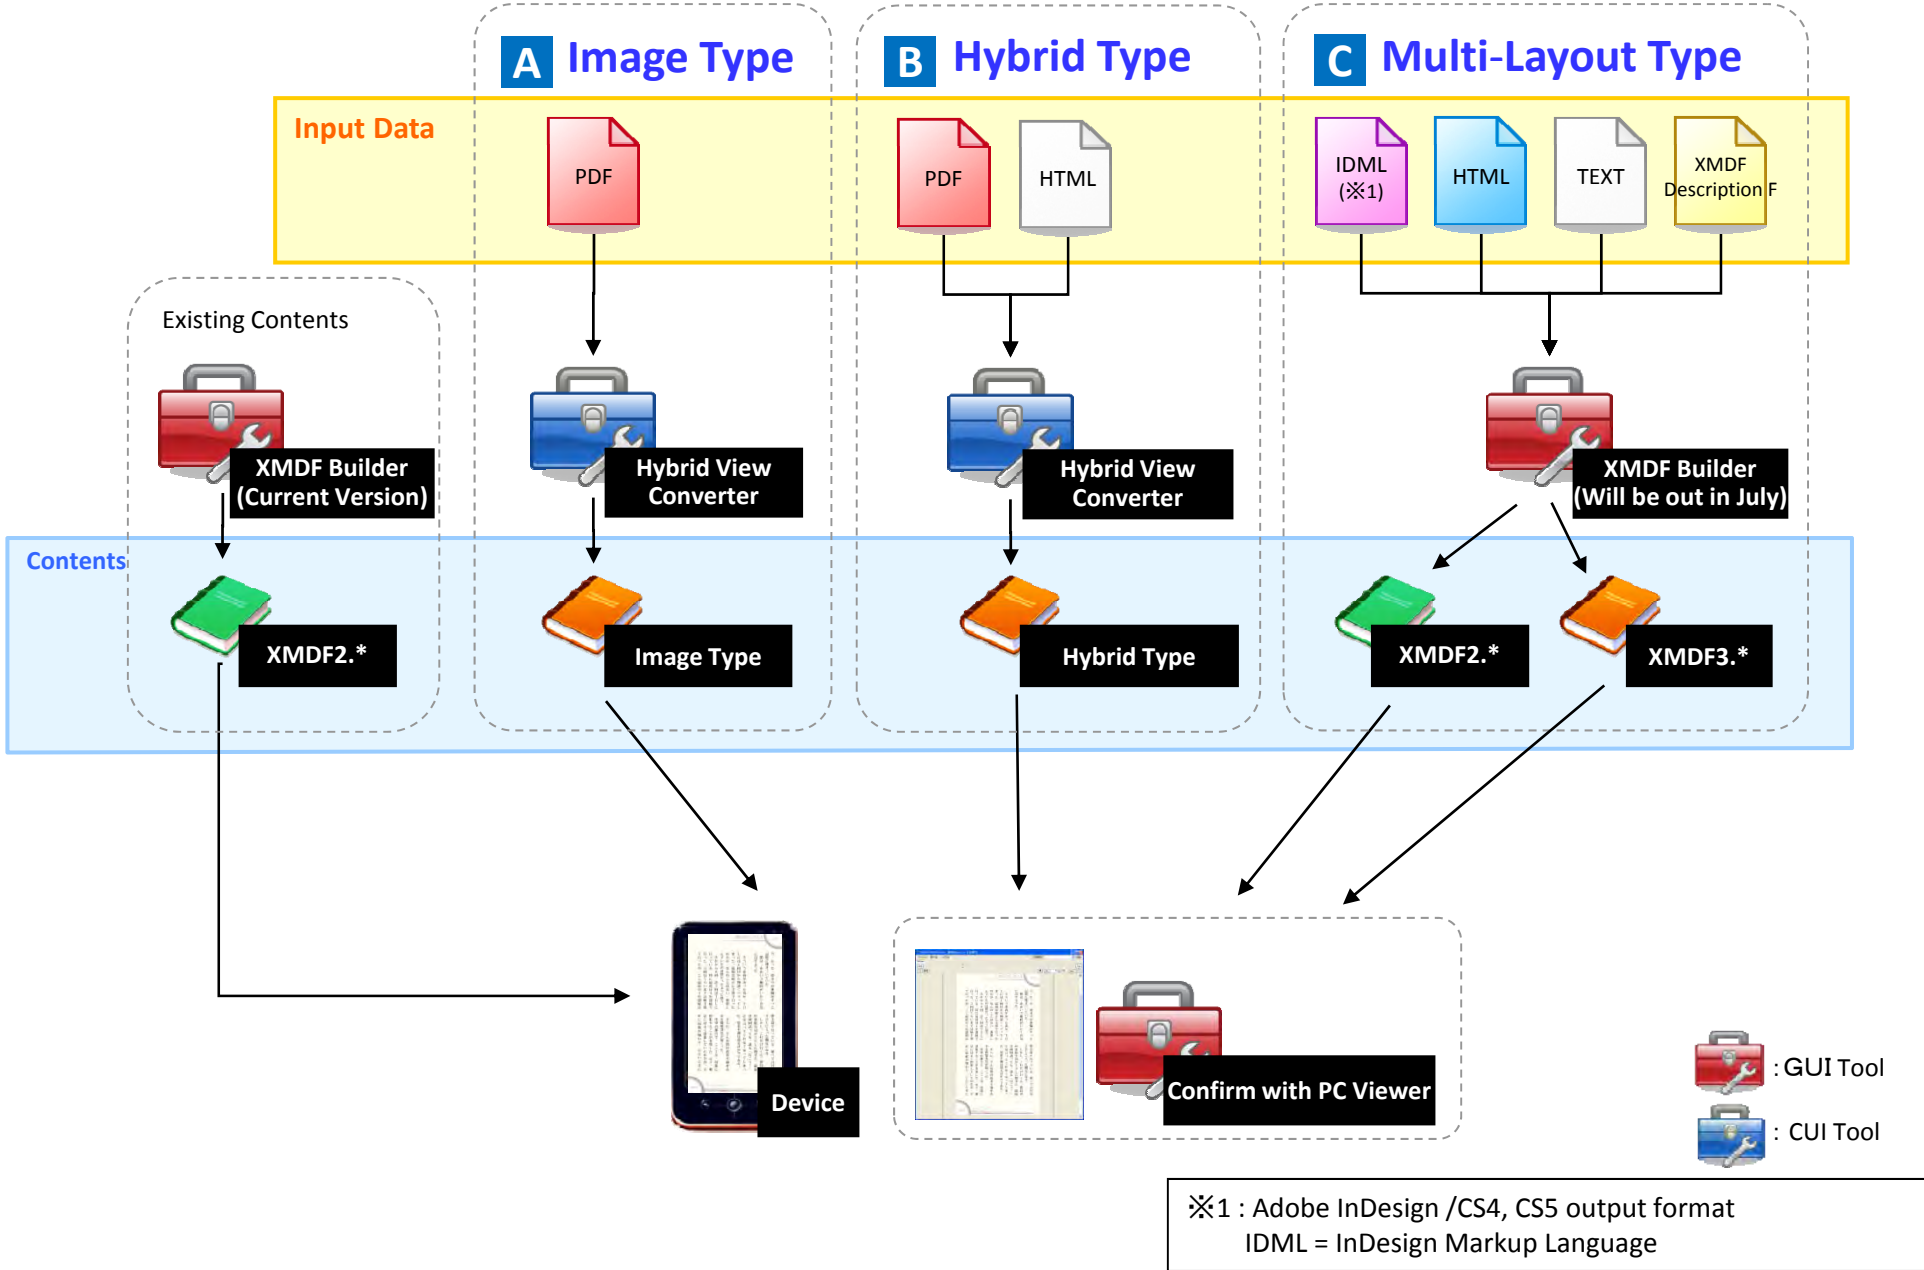 A Image Type
B Hybrid Type
C Multi-Layout Type
Input Data
PDF
PDF
HTML
IDML
(※1)
HTML
TEXT
XMDF
Description F
Existing Contents
XMDF Builder
(Current Version)
Hybrid View
Converter
Hybrid View
Converter
XMDF Builder
(Will be out in July)
Contents
XMDF2.*
Image Type
Hybrid Type
XMDF2.*
XMDF3.*
Device
Confirm with PC Viewer
: GUI Tool
: CUI Tool
※1 : Adobe InDesign /CS4, CS5 output format
IDML = InDesign Markup Language